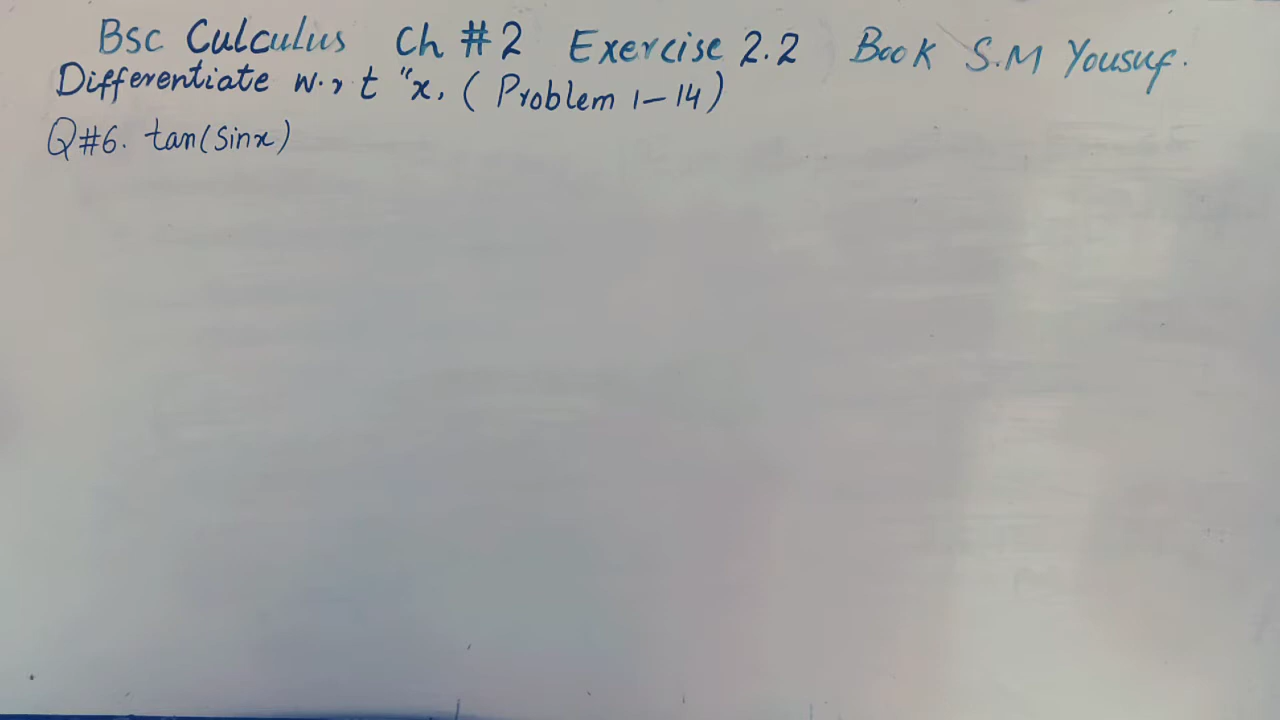 Bsc Culculus Ch #2 Exercise 2.2 Book S.M Yousuf.
Differentiate w.r t "x, ( Problem 1-14)
Q#6. tan(Sinx)